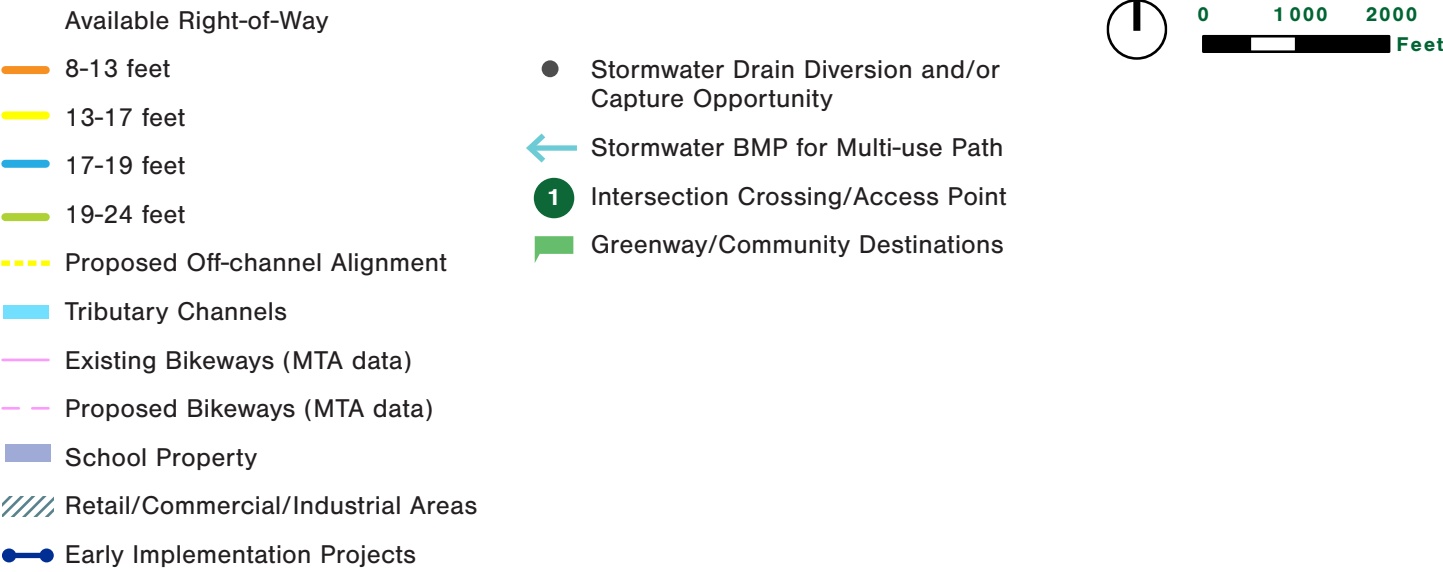 Available Right-of-Way
8-13 feet
13-17 feet
17-19 feet
19-24 feet
Proposed Off-channel Alignment
Tributary Channels
Existing Bikeways (MTA data)
Proposed Bikeways (MTA data)
School Property
Retail/Commercial/Industrial Areas
Early Implementation Projects
Stormwater Drain Diversion and/or
Capture Opportunity
Stormwater BMP for Multi-use Path
1 Intersection Crossing/Access Point
Greenway/Community Destinations
0 1000 2000
Feet